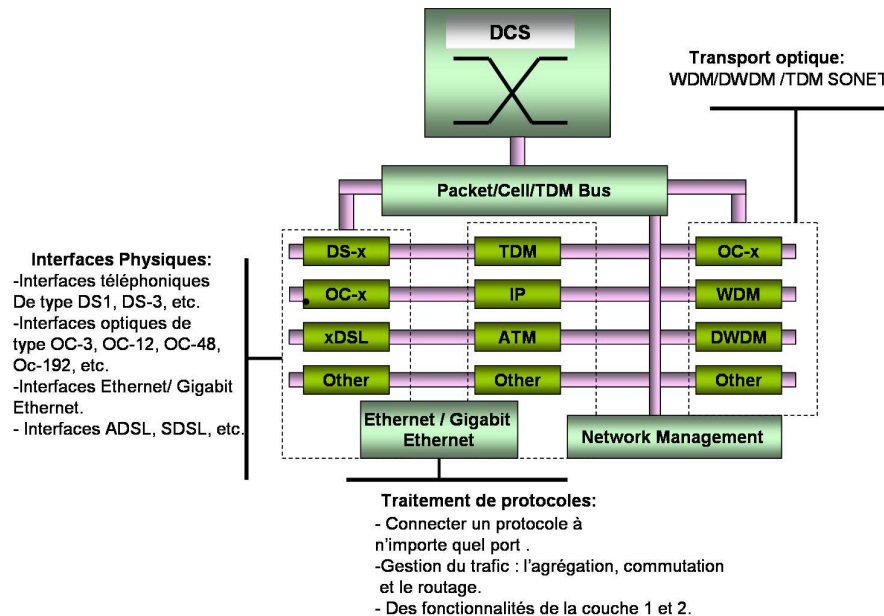 DCS
Transport optique:
WDM/DWDM /TDM SONET
Packet/Cell/TDM Bus
Interfaces Physiques:
-Interfaces téléphoniques
De type DS1, DS-3, etc.
-Interfaces optiques de
type OC-3, OC-12, OC-48,
Oc-192, etc.
-Interfaces Ethernet/ Gigabit
Ethernet.
- Interfaces ADSL, SDSL, etc.
DS-x
TDM
OC-x
OC-x
IP
WDM
xDSL
ATM
DWDM
Other
Other
Other
Ethernet / Gigabit
Ethernet
Network Management
Traitement de protocoles:
- Connecter un protocole à
n'importe quel port .
-Gestion du trafic : l'agrégation, commutation
et le routage.
- Des fonctionnalités de la couche 1 et 2.